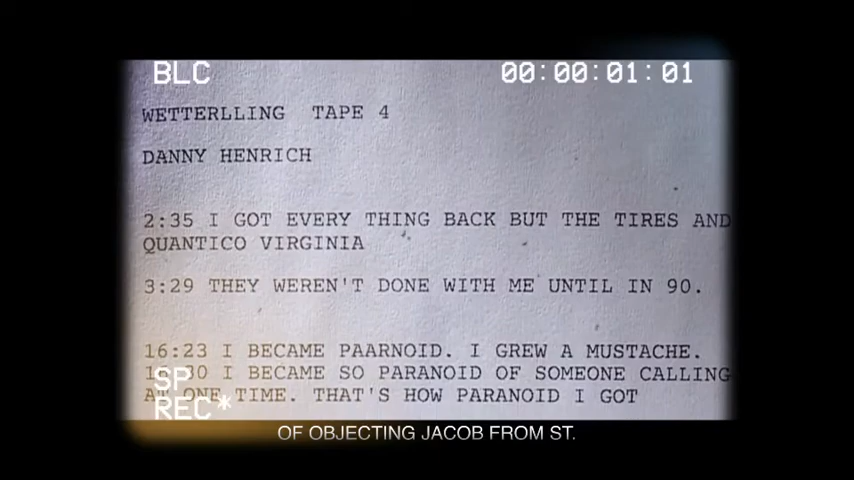 BLC 00:00:01:01
WETTERLLING TAPE 4
DANNY HENRICH
2:35 I GOT EVERY THING BACK BUT THE TIRES AND
QUANTICO VIRGINIA
3:29 THEY WEREN'T DONE WITH ME UNTIL IN 90.
16:23 I BECAME PAARNOID. I GREW A MUSTACHE.
I BECAME SO PARANOID OF SOMEONE CALLING
AT ONE TIME. THAT'S HOW PARANOID I GOT
SP
REC*
OF OBJECTING JACOB FROM ST.